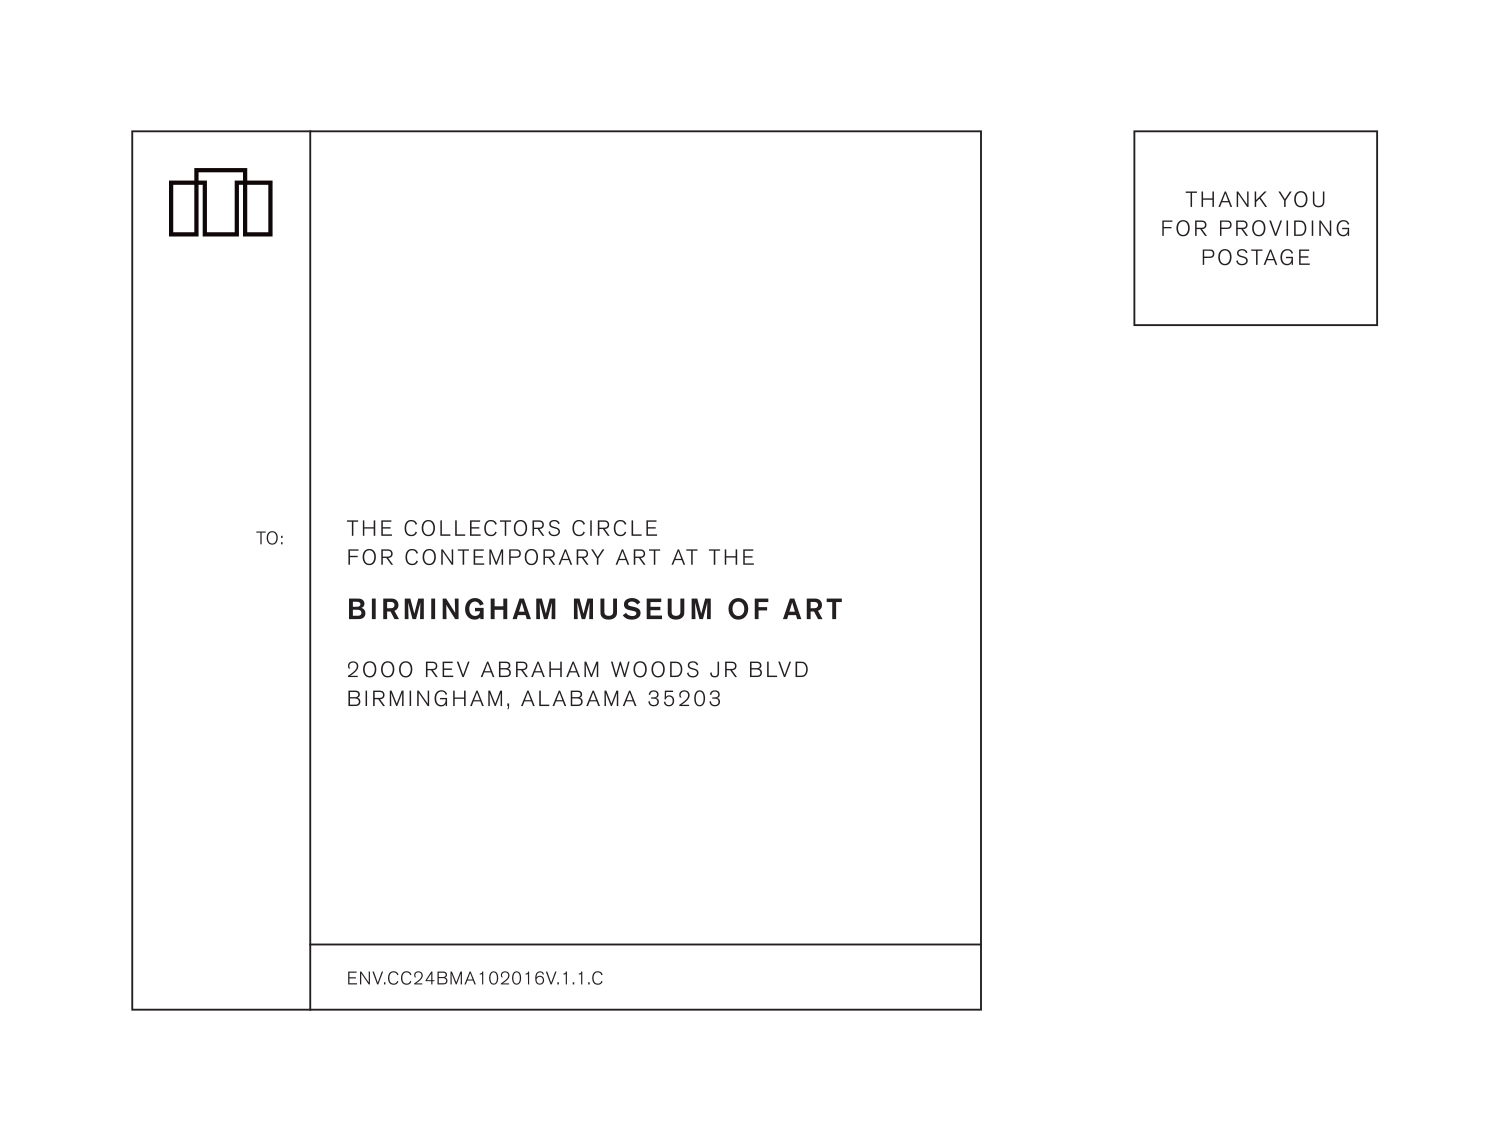 THANK YOU
FOR PROVIDING
POSTAGE
TO:
THE COLLECTORS CIRCLE
FOR CONTEMPORARY ART AT THE
BIRMINGHAM MUSEUM OF ART
2000 REV ABRAHAM WOODS JR BLVD
BIRMINGHAM, ALABAMA 35203
ENV.CC24BMA102016V.1.1.C